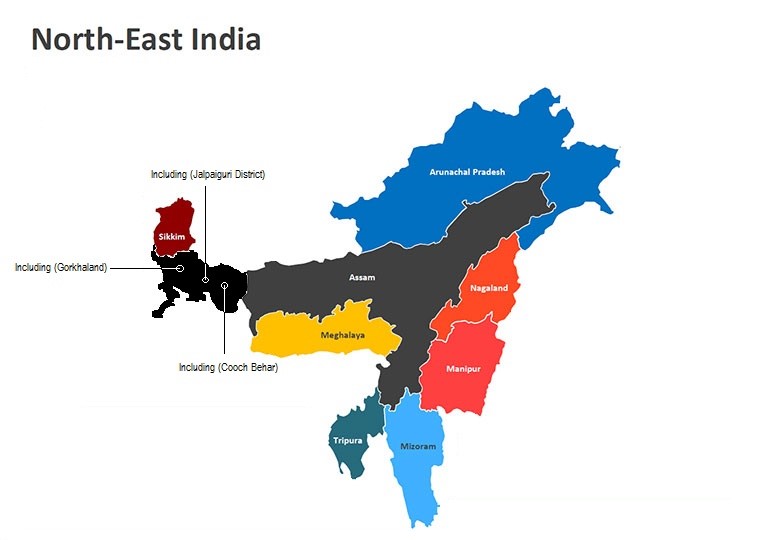 North-East India
Arunachal Pradesh
Including (Jalpaiguri District)
Sikkim
Including (Gorkhaland)
Assam
Nagaland
Meghalaya
Including (Cooch Behar)
Manipur
Tripura
Mizoram